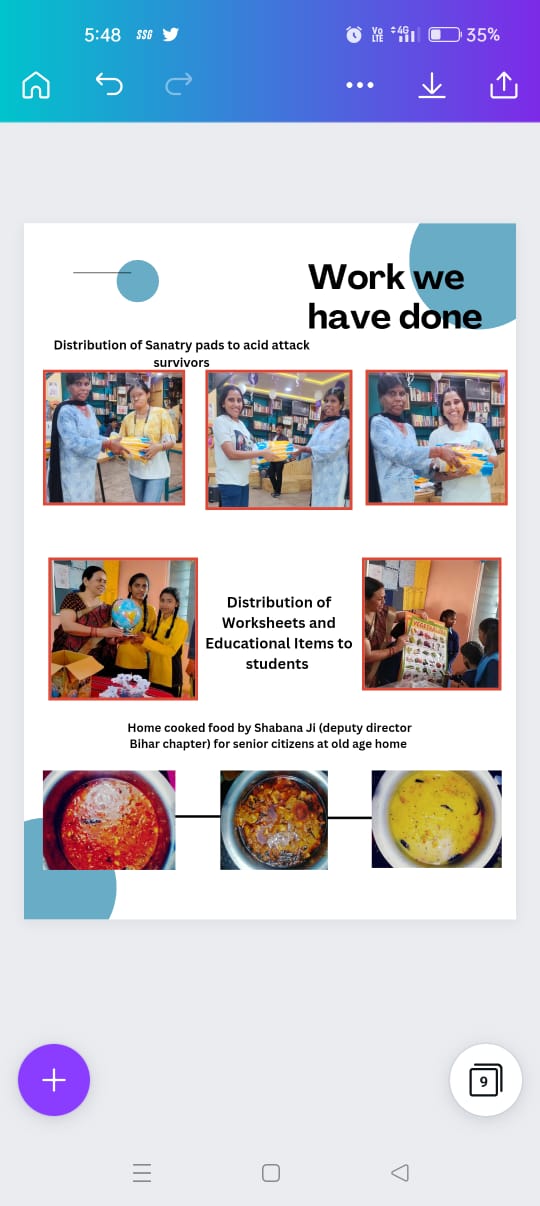 5:48 SSG Vo LTE 4G 35%
Work we
have done
Distribution of Sanatry pads to acid attack
survivors
Distribution of
Worksheets and
Educational Items to
students
Home cooked food by Shabana Ji (deputy director
Bihar chapter) for senior citizens at old age home
9